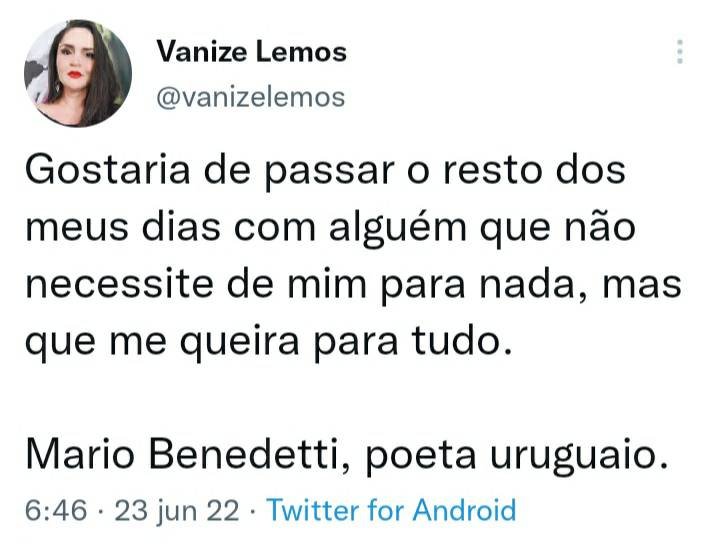 Vanize Lemos
@vanizelemos
Gostaria de passar o resto dos
meus dias com alguém que não
necessite de mim para nada, mas
que me queira para tudo.
Mario Benedetti, poeta uruguaio.
6:46 · 23 jun 22 · Twitter for Android